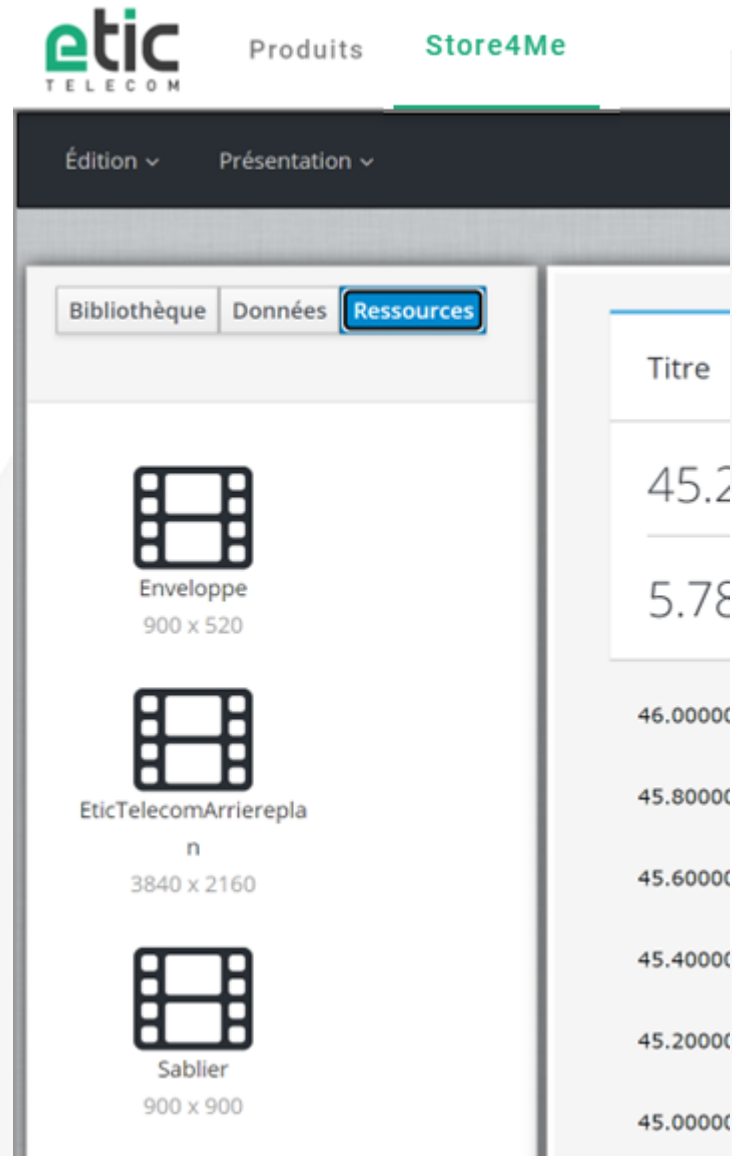 etic
TELECOM
Produits
Store4Me
Édition
Présentation
Bibliothèque
Données
Ressources
Enveloppe
900 x 520
EticTelecomArrierepla
n
3840 x 2160
Sablier
900 x 900
Titre
45.2
5.78
46.00000
45.80000
45.60000
45.40000
45.20000
45.00000